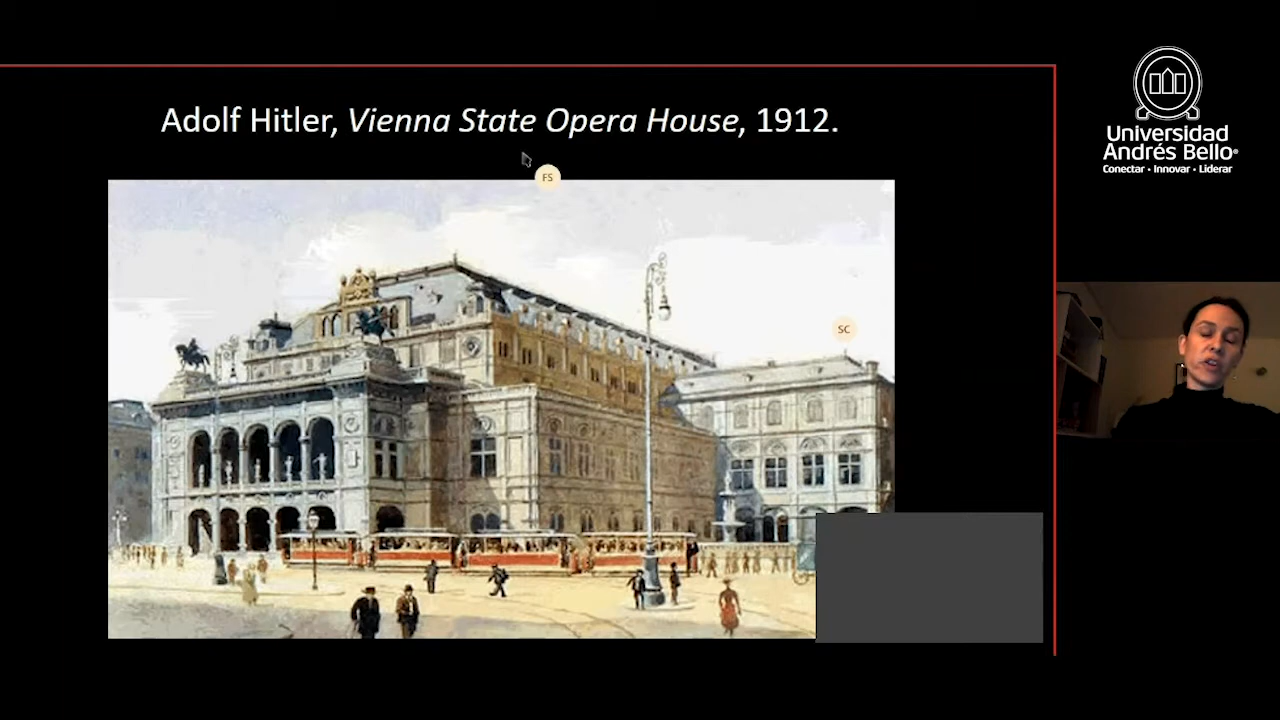 Adolf Hitler, Vienna State Opera House, 1912.
FS
SC
Universidad
Andrés Bello®
Conectar • Innovar • Liderar